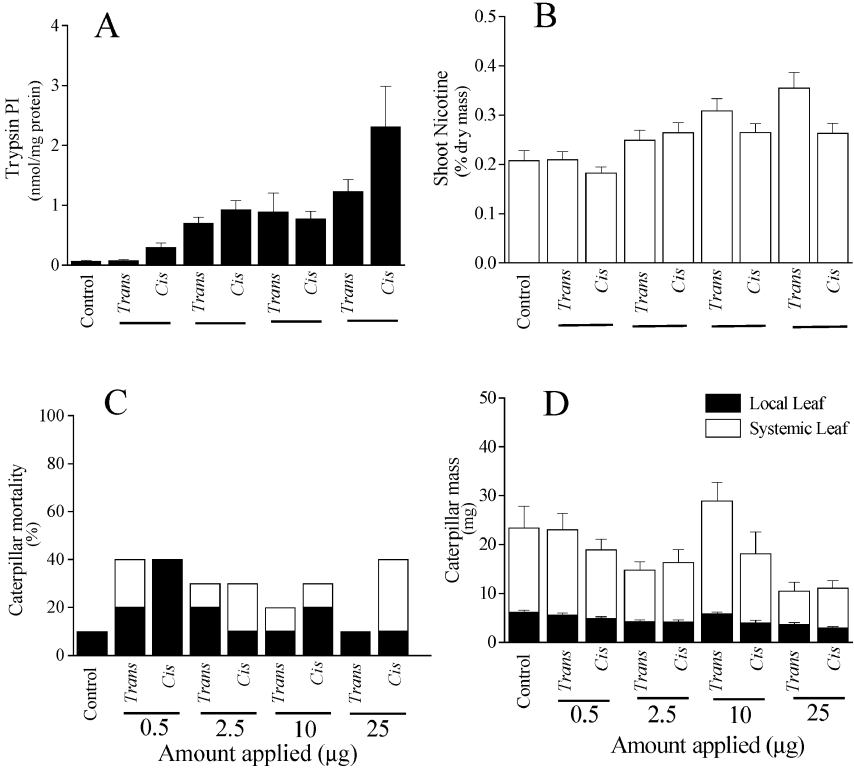 A
Trypsin PI
(nmol/mg protein)
4
3
2
1
0
Control
Trans
Cis
Trans
Cis
Trans
Cis
Trans
Cis
B
Shoot Nicotine
(% dry mass)
0.5
0.4
0.3
0.2
0.1
0.0
Control
Trans
Cis
Trans
Cis
Trans
Cis
Trans
Cis
C
Caterpillar mortality
(%)
100
80
60
40
20
0
Control
Trans
Cis
Trans
Cis
Trans
Cis
Trans
Cis
0.5
2.5
10
25
Amount applied (µg)
D
Local Leaf
Systemic Leaf
Caterpillar mass
(mg)
50
40
30
20
10
0
Control
Trans
Cis
Trans
Cis
Trans
Cis
Trans
Cis
0.5
2.5
10
25
Amount applied (µg)